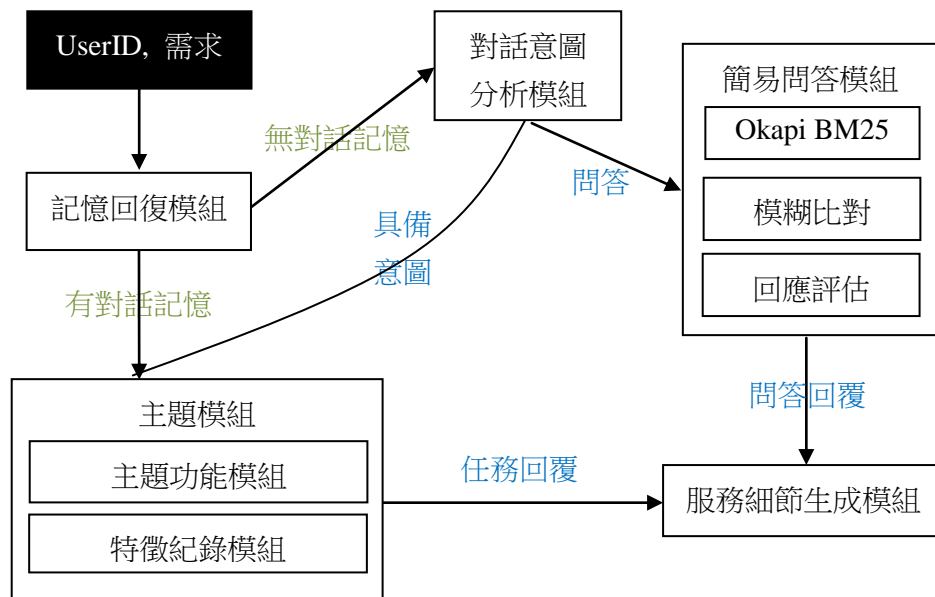 UserID, 需求
對話意圖
分析模組
簡易問答模組
Okapi BM25
無對話記憶
問答
記憶回復模組
模糊比對
具備
意圖
回應評估
有對話記憶
問答回覆
主題模組
主題功能模組
任務回覆
服務細節生成模組
特徵紀錄模組